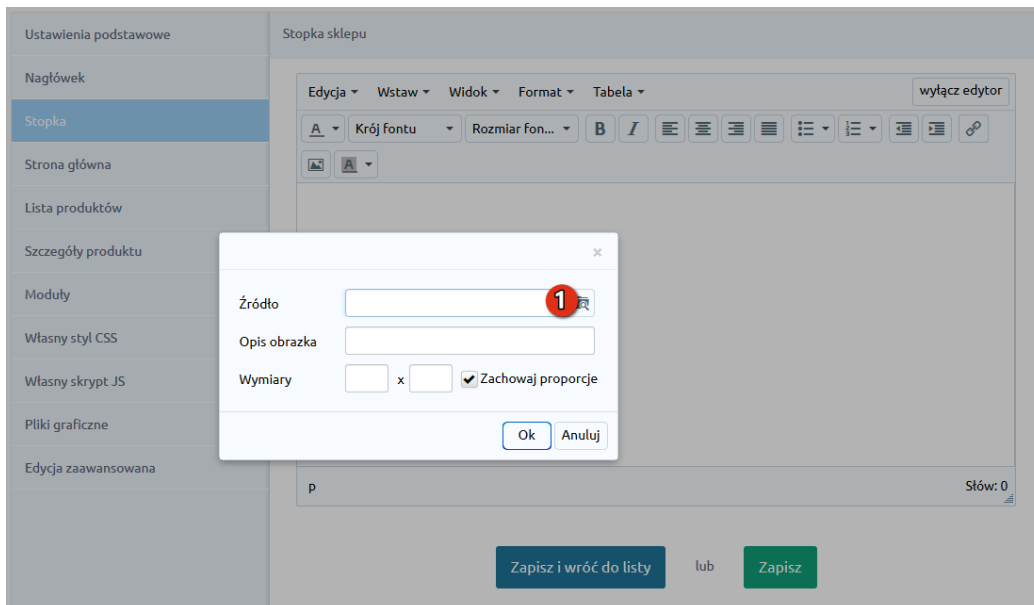 Ustawienia podstawowe
Nagłówek
Stopka
Strona główna
Lista produktów
Szczegóły produktu
Moduły
Własny styl CSS
Własny skrypt JS
Pliki graficzne
Edycja zaawansowana
Stopka sklepu
Edycja Wstaw Widok Format Tabela wyłącz edytor
A Krój fontu Rozmiar fon... B I
A
×
Źródło 1
Opis obrazka
Wymiary x Zachowaj proporcje
Ok Anuluj
p Słów: 0
Zapisz i wróć do listy lub Zapisz